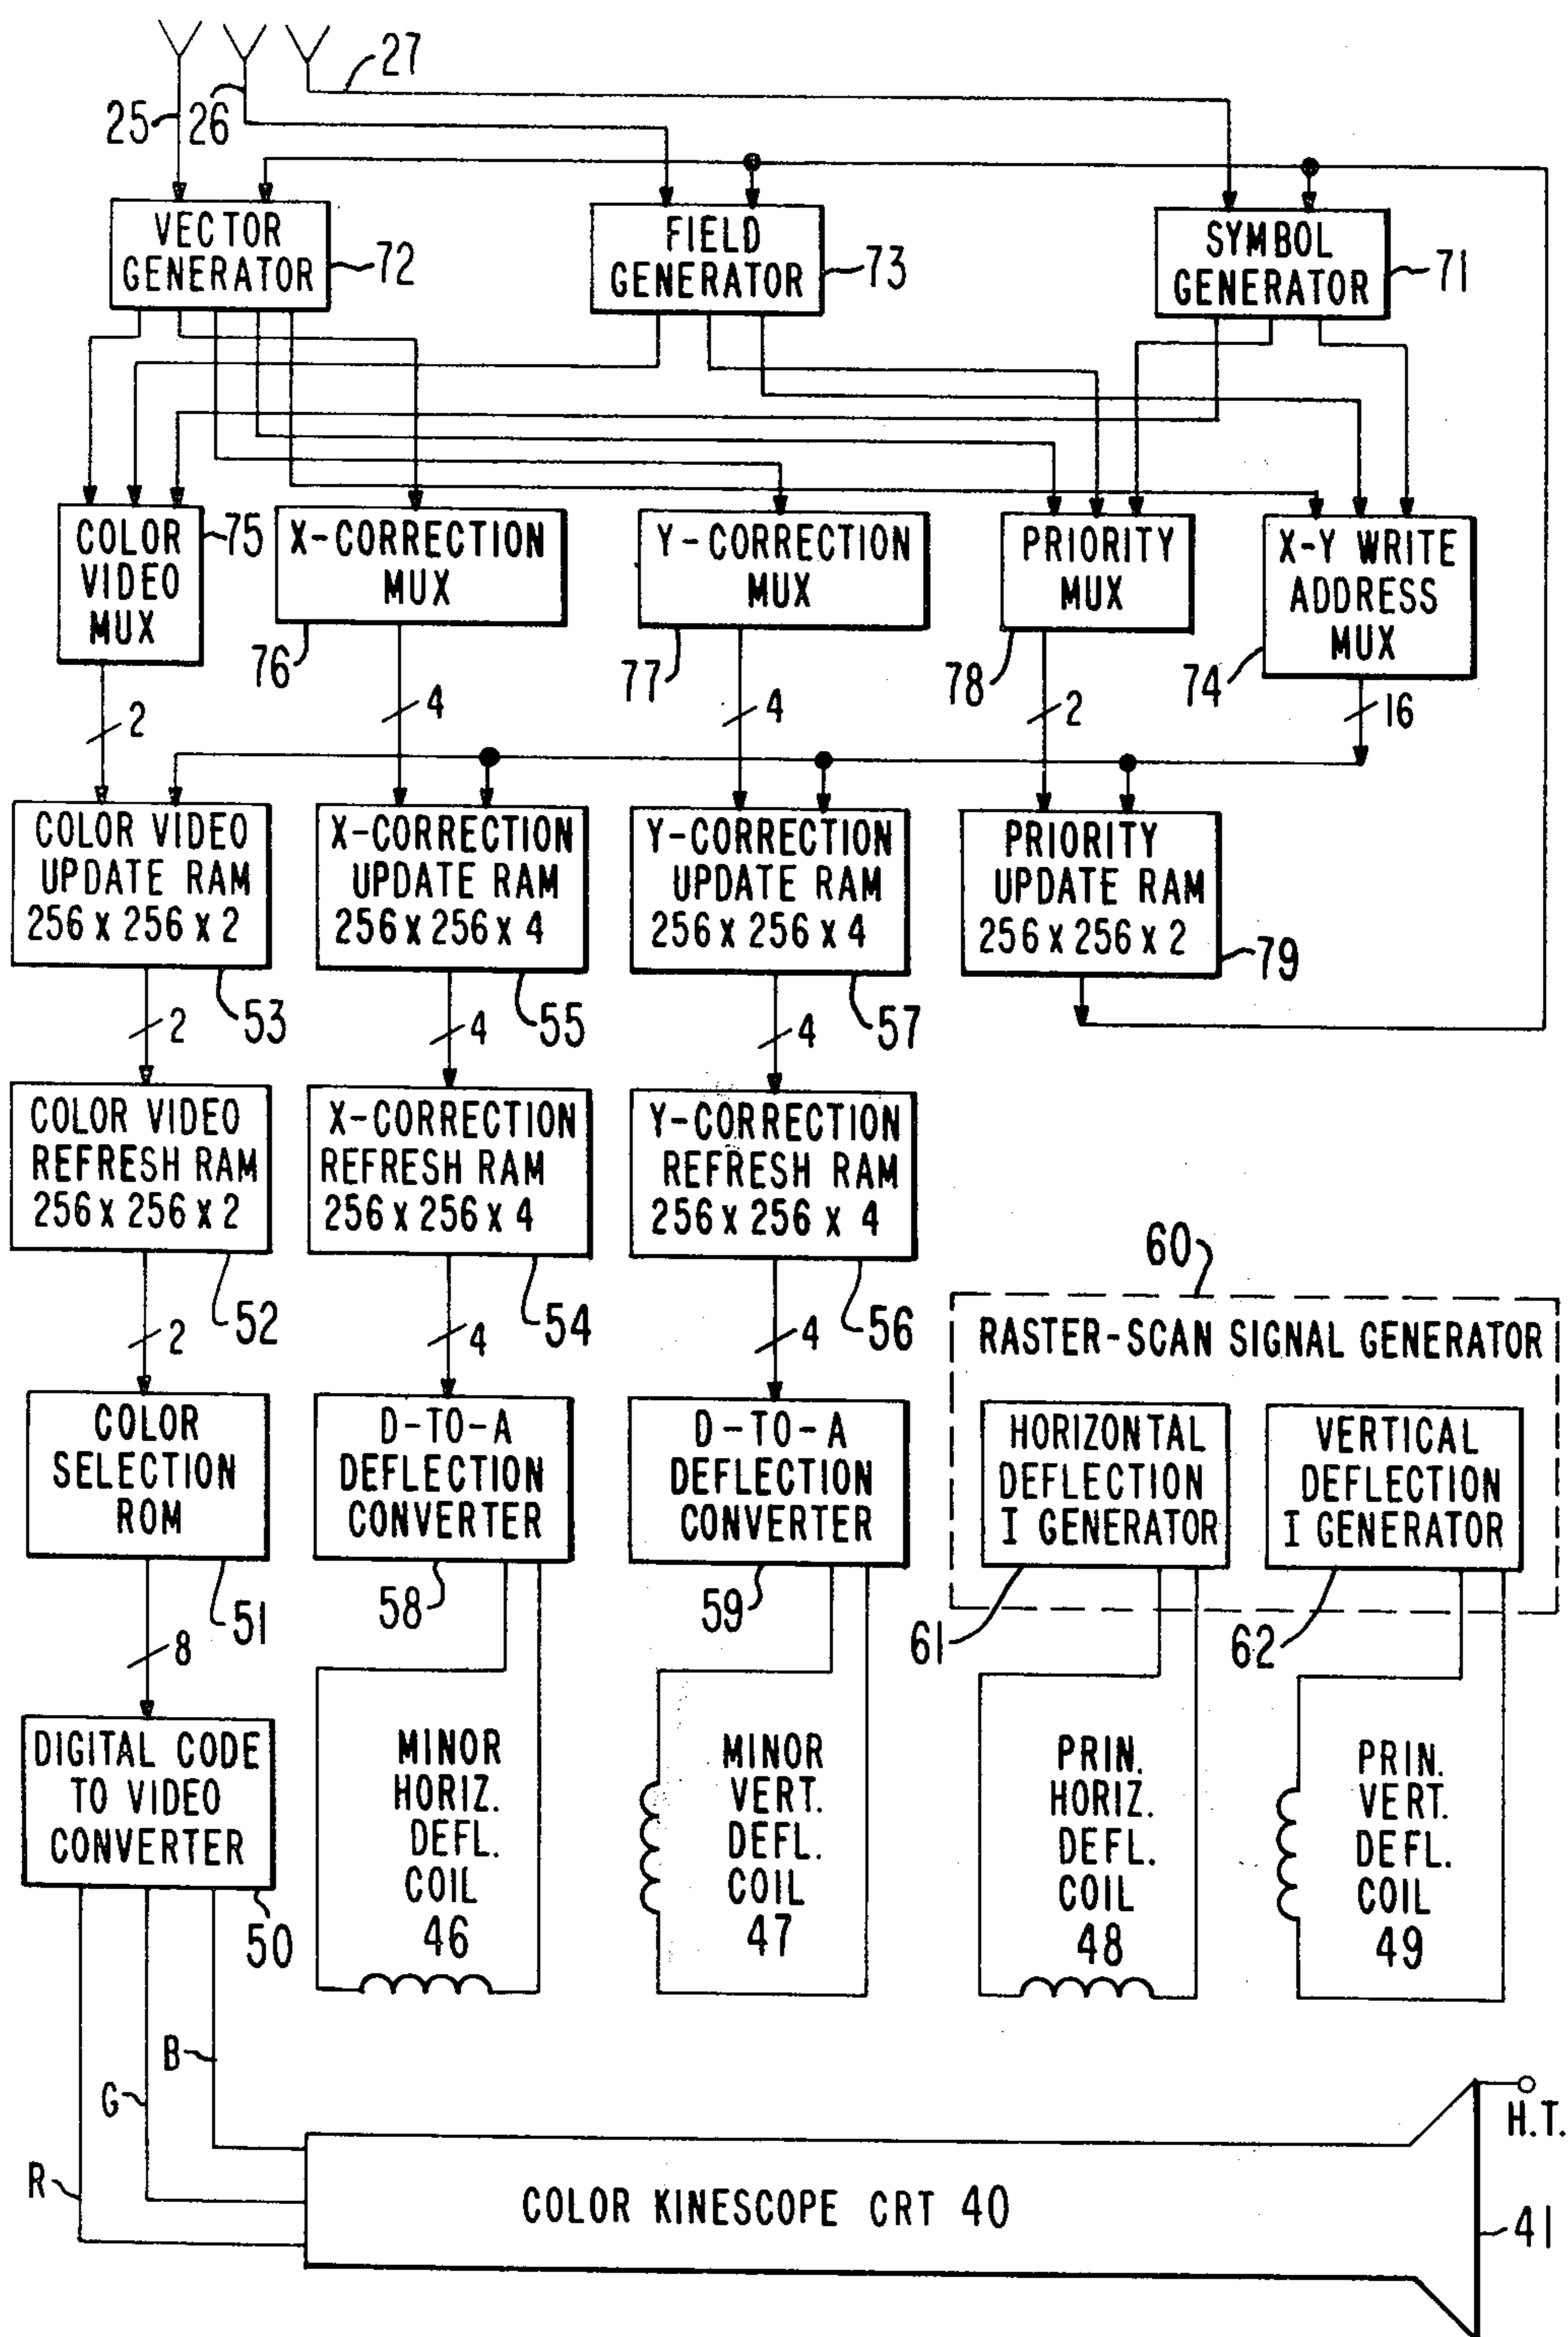 27
25
26
VECTOR
GENERATOR
72
FIELD
GENERATOR
73
SYMBOL
GENERATOR
71
COLOR
VIDEO
MUX
75
X-CORRECTION
MUX
76
Y-CORRECTION
MUX
77
PRIORITY
MUX
78
X-Y WRITE
ADDRESS
MUX
74
2
4
4
2
16
COLOR VIDEO
UPDATE RAM
256 x 256 x 2
53
X-CORRECTION
UPDATE RAM
256 x 256 x 4
55
Y-CORRECTION
UPDATE RAM
256 x 256 x 4
57
PRIORITY
UPDATE RAM
256 x 256 x 2
79
2
4
4
COLOR VIDEO
REFRESH RAM
256 x 256 x 2
52
X-CORRECTION
REFRESH RAM
256 x 256 x 4
54
Y-CORRECTION
REFRESH RAM
256 x 256 x 4
56
2
4
4
60
RASTER-SCAN SIGNAL GENERATOR
COLOR
SELECTION
ROM
51
D-TO-A
DEFLECTION
CONVERTER
58
D-TO-A
DEFLECTION
CONVERTER
59
HORIZONTAL
DEFLECTION
I GENERATOR
61
VERTICAL
DEFLECTION
I GENERATOR
62
8
DIGITAL CODE
TO VIDEO
CONVERTER
50
MINOR
HORIZ.
DEFL.
COIL
46
MINOR
VERT.
DEFL.
COIL
47
PRIN.
HORIZ.
DEFL.
COIL
48
PRIN.
VERT.
DEFL.
COIL
49
B
G
R
H.T.
COLOR KINESCOPE CRT 40
41